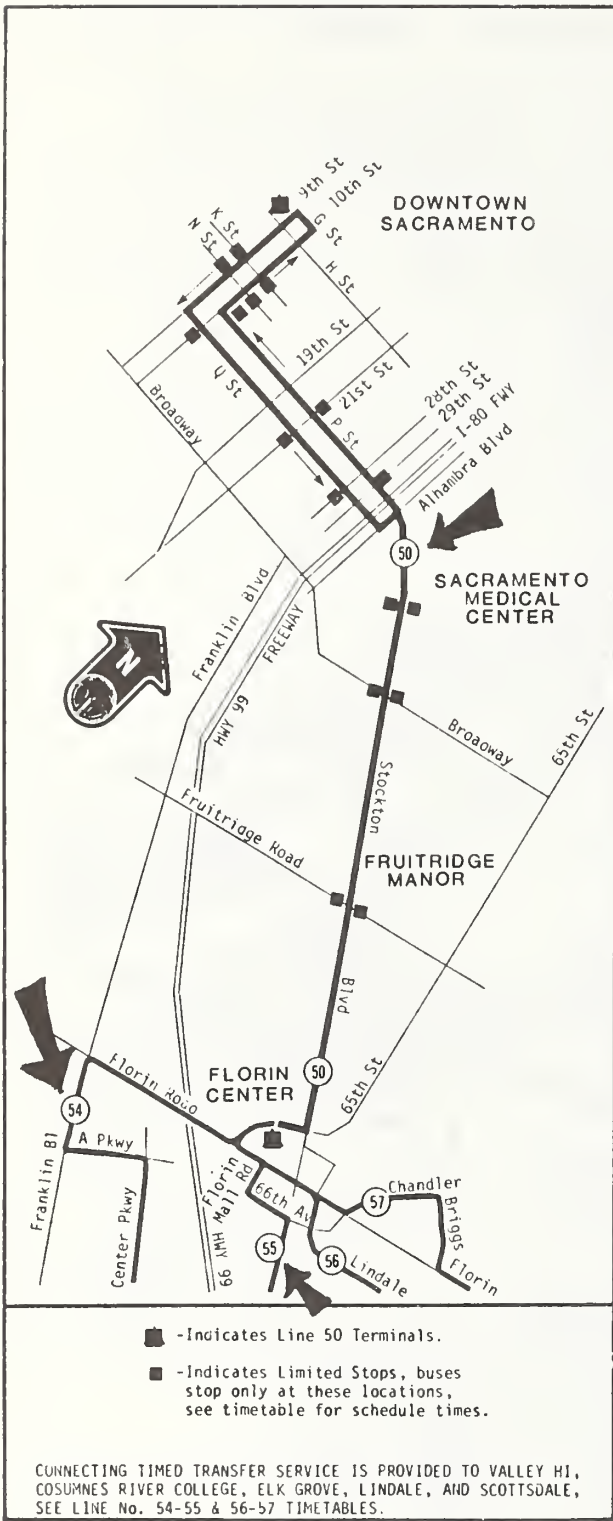 9th St
10th St
DOWNTOWN
SACRAMENTO
K St
N St
G St
H St
19th St
Q St
21st St
P St
28th St
29th St
I-80 FWY
Alhambra Blvd
Broadway
50
SACRAMENTO
MEDICAL
CENTER
Franklin Blvd
HWY 99
FREEWAY
N
Broadway
65th St
Stockton
Fruitridge Road
FRUITRIDGE
MANOR
Blvd
50
65th St
FLORIN
CENTER
Florin Road
54
A Pkwy
Franklin Bl
Center Pkwy
HWY 99
Florin
Mall Rd
66th Av
57
Chandler
Briggs
55
56
Lindale
Florin
-Indicates Line 50 Terminals.
-Indicates Limited Stops, buses
stop only at these locations,
see timetable for schedule times.
CONNECTING TIMED TRANSFER SERVICE IS PROVIDED TO VALLEY HI,
COSUMNES RIVER COLLEGE, ELK GROVE, LINDALE, AND SCOTTSDALE,
SEE LINE No. 54-55 & 56-57 TIMETABLES.